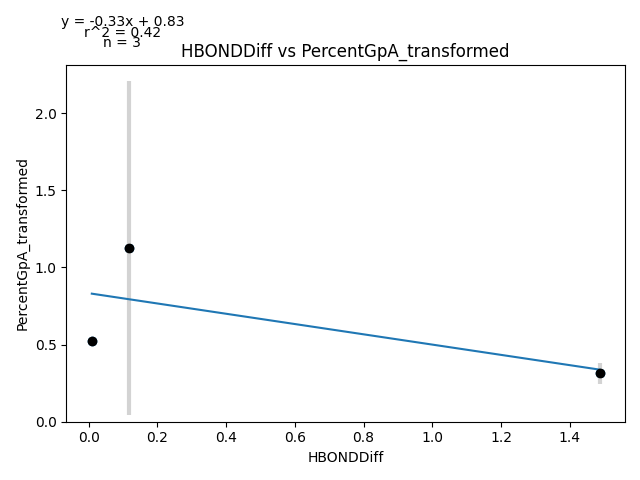 y = -0.33x + 0.83
r^2 = 0.42
n = 3
HBONDDiff vs PercentGpA_transformed
PercentGpA_transformed
2.0
1.5
1.0
0.5
0.0
0.0 0.2 0.4 0.6 0.8 1.0 1.2 1.4
HBONDDiff